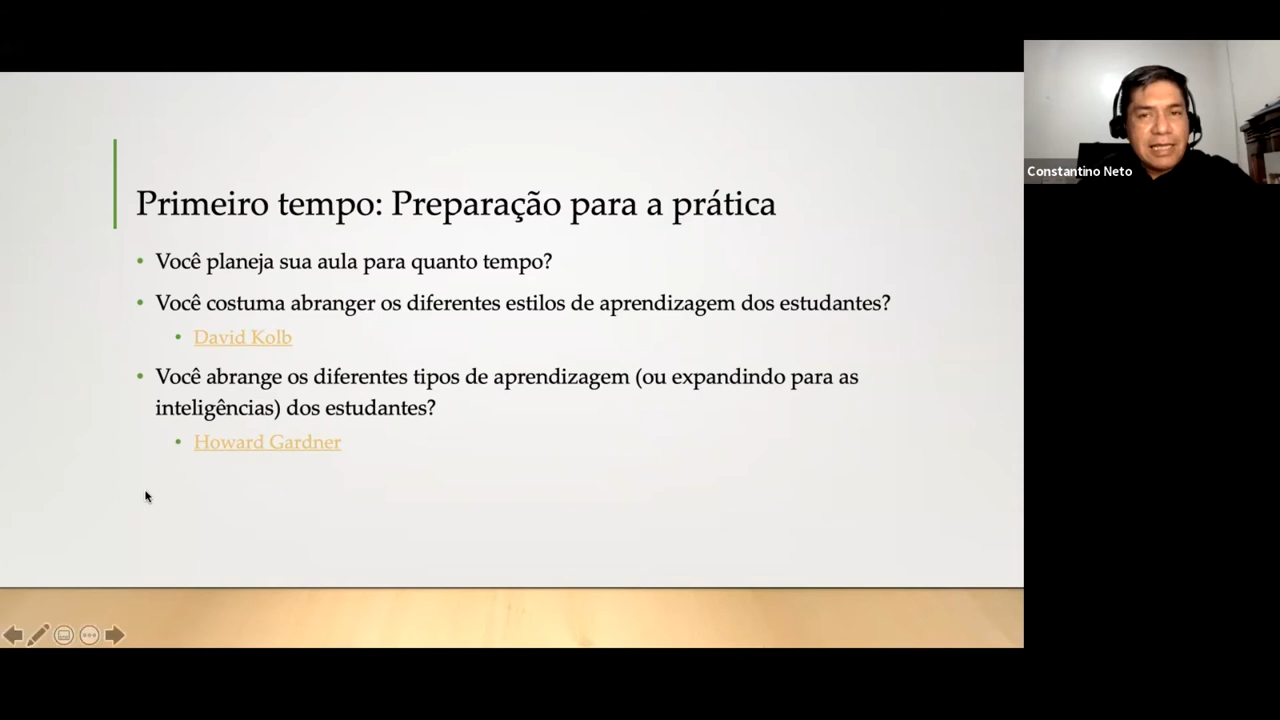 Primeiro tempo: Preparação para a prática
Você planeja sua aula para quanto tempo?
Você costuma abranger os diferentes estilos de aprendizagem dos estudantes?
David Kolb
Você abrange os diferentes tipos de aprendizagem (ou expandindo para as
inteligências) dos estudantes?
Howard Gardner
Constantino Neto